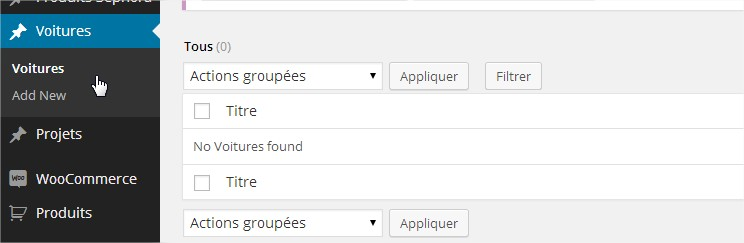 Produits Sephora
Voitures
Voitures
Add New
Projets
WooCommerce
Produits
Tous (0)
Actions groupées Appliquer Filtrer
Titre
No Voitures found
Titre
Actions groupées Appliquer